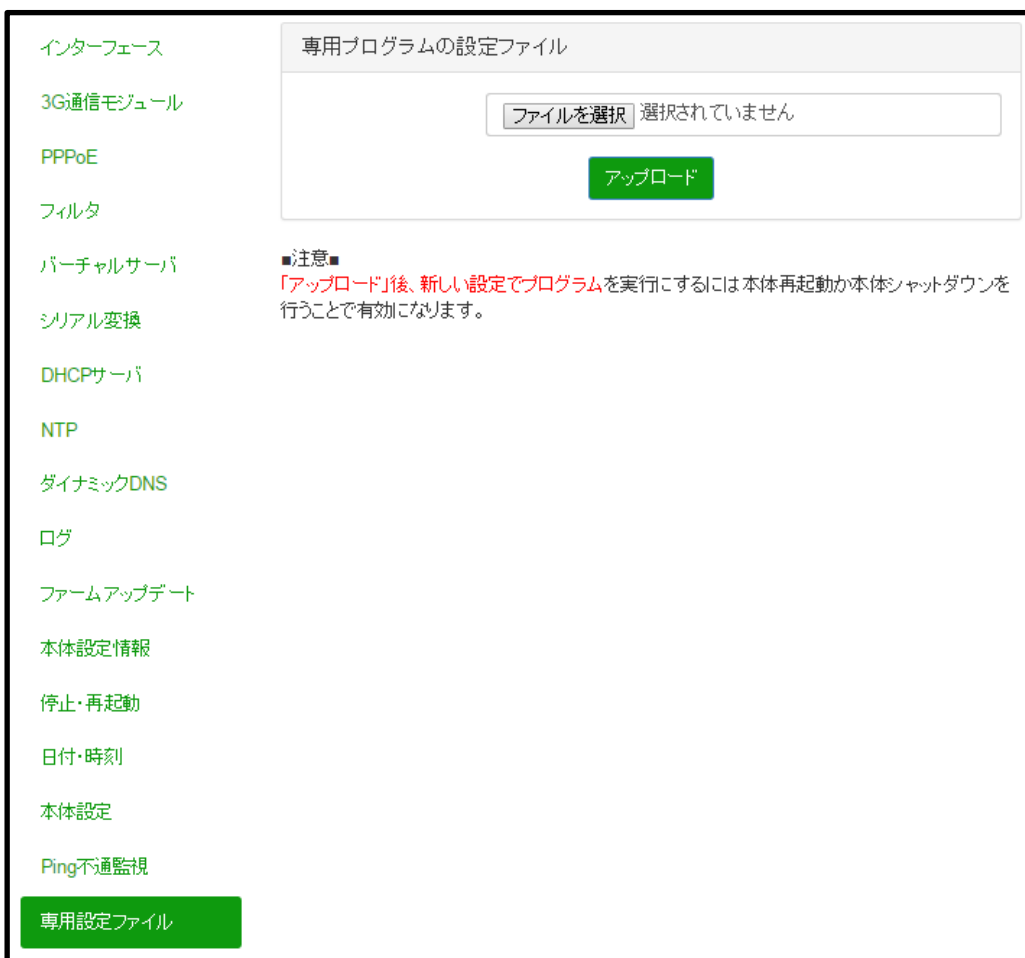 インターフェース
3G通信モジュール
PPPoE
フィルタ
バーチャルサーバ
シリアル変換
DHCPサーバ
NTP
ダイナミックDNS
ログ
ファームアップデート
本体設定情報
停止・再起動
日付・時刻
本体設定
Ping不通監視
専用設定ファイル
専用プログラムの設定ファイル
ファイルを選択 選択されていません
アップロード
■注意■
「アップロード」後、新しい設定でプログラムを実行にするには本体再起動か本体シャットダウンを
行うことで有効になります。